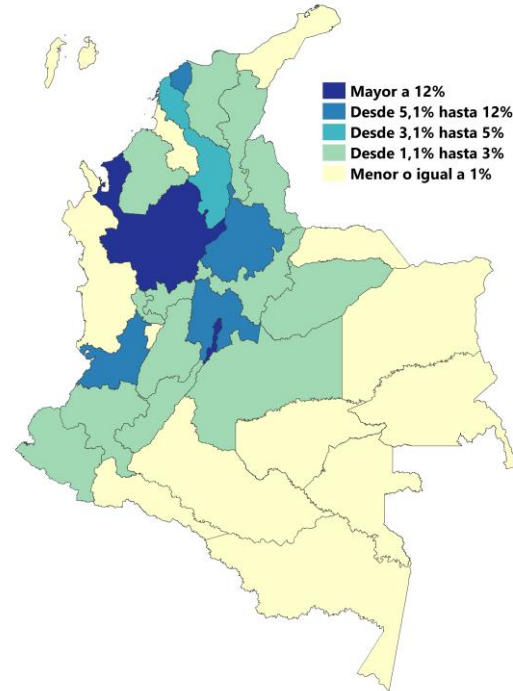 Mayor a 12%
Desde 5,1% hasta 12%
Desde 3,1% hasta 5%
Desde 1,1% hasta 3%
Menor o igual a 1%